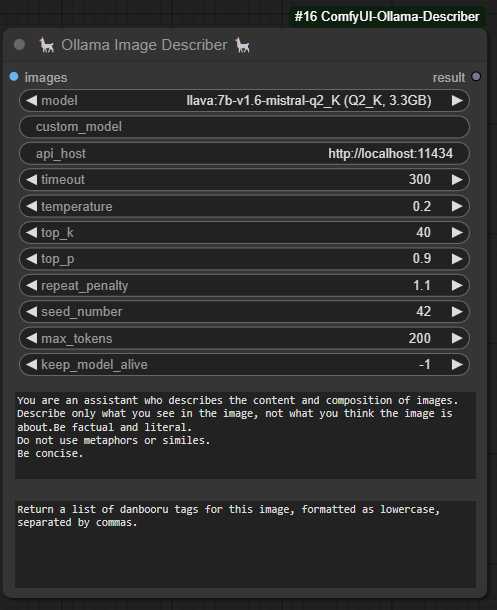 #16 ComfyUI-Ollama-Describer
Ollama Image Describer
images result
model llava:7b-v1.6-mistral-q2_K (Q2_K, 3.3GB)
custom_model
api_host http://localhost:11434
timeout 300
temperature 0.2
top_k 40
top_p 0.9
repeat_penalty 1.1
seed_number 42
max_tokens 200
keep_model_alive -1
You are an assistant who describes the content and composition of images.
Describe only what you see in the image, not what you think the image is
about.Be factual and literal.
Do not use metaphors or similes.
Be concise.
Return a list of danbooru tags for this image, formatted as lowercase,
separated by commas.